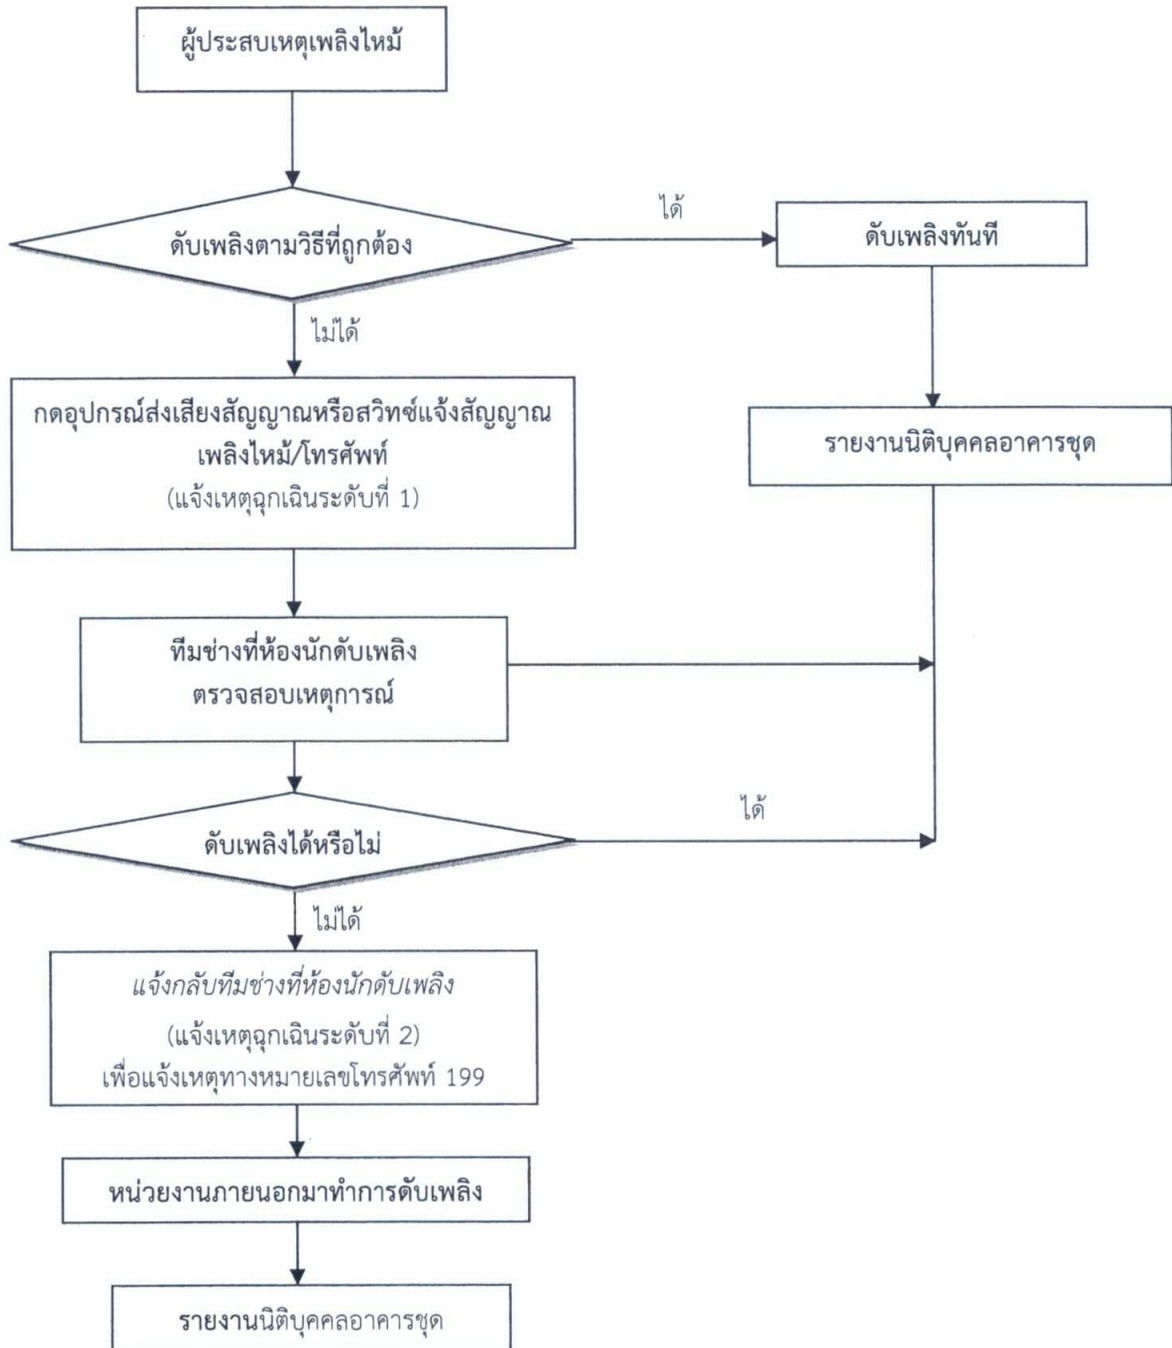 ผู้ประสบเหตุเพลิงไหม้
ดับเพลิงตามวิธีที่ถูกต้อง
ได้
ดับเพลิงทันที
ไม่ได้
กดอุปกรณ์ส่งเสียงสัญญาณหรือสวิทซ์แจ้งสัญญาณ
เพลิงไหม้/โทรศัพท์
(แจ้งเหตุฉุกเฉินระดับที่ 1)
รายงานนิติบุคคลอาคารชุด
ทีมช่างที่ห้องนักดับเพลิง
ตรวจสอบเหตุการณ์
ดับเพลิงได้หรือไม่
ได้
ไม่ได้
แจ้งกลับทีมช่างที่ห้องนักดับเพลิง
(แจ้งเหตุฉุกเฉินระดับที่ 2)
เพื่อแจ้งเหตุทางหมายเลขโทรศัพท์ 199
หน่วยงานภายนอกมาทำการดับเพลิง
รายงานนิติบุคคลอาคารชุด